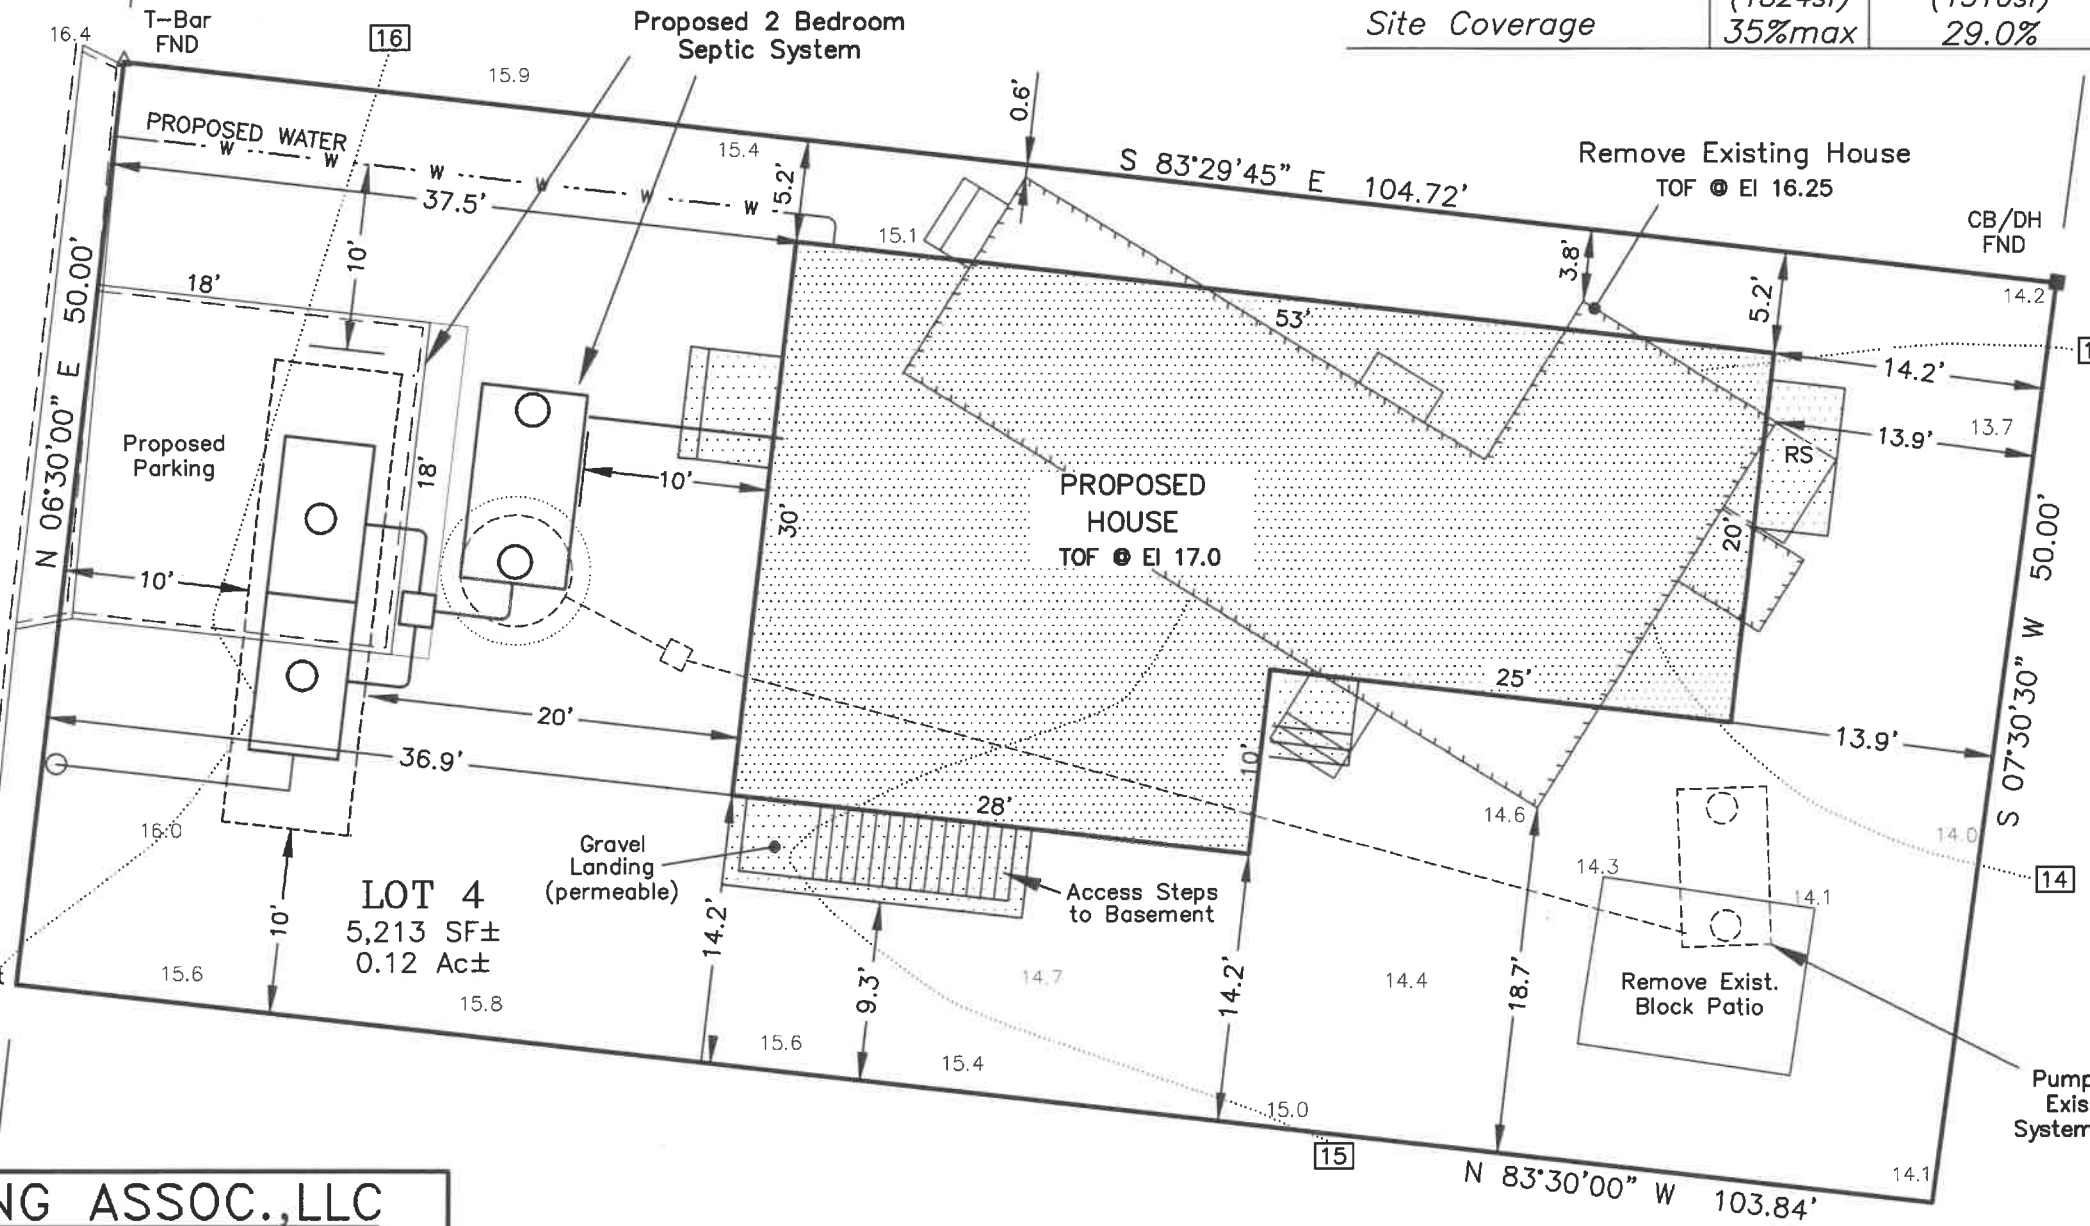 (1510sf)
Site Coverage 35%max 29.0%
T-Bar
FND
16.4
16
Proposed 2 Bedroom
Septic System
15.9
PROPOSED WATER
W W W W W W
37.5'
10'
18'
15.4
5.2'
15.1
0.6'
S 83°29'45" E 104.72'
Remove Existing House
TOF @ El 16.25
3.8'
5.2'
CB/DH
FND
14.2
14.2'
13.9'
13.7
RS
53'
N 06°30'00" E 50.00'
Proposed
Parking
18'
10'
30'
PROPOSED
HOUSE
TOF @ El 17.0
20'
25'
10'
10'
20'
36.9'
28'
13.9'
S 07°30'30" W 50.00'
16.0
Gravel
Landing
(permeable)
Access Steps
to Basement
14.6
14.3
14.1
14.0
14
LOT 4
5,213 SF±
0.12 Ac±
10'
15.6
15.8
14.2'
9.3'
14.7
14.2'
14.4
18.7'
Remove Exist.
Block Patio
15.6
15.4
15.0
15
Pump
Exis
System
N 83°30'00" W 103.84'
14.1
NG ASSOC.,LLC